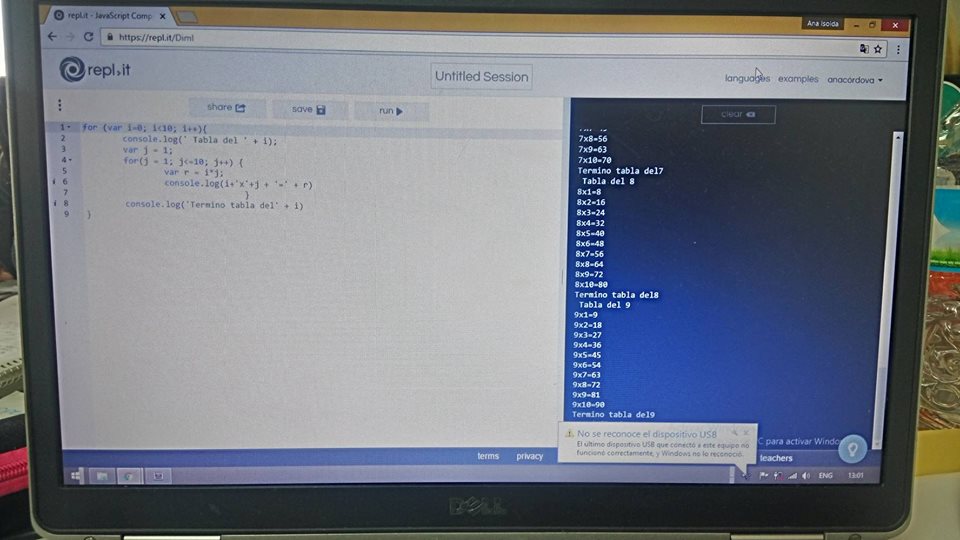 repl.it - JavaScript Comp
Ana Isolda
https://repl.it/Diml
repl.it
Untitled Session
languages examples anacordova
share save run
clear
1 for (var i=0; i<10; i++){
2 console.log(' Tabla del ' + i);
3 var j = 1;
4 for(j = 1; j<=10; j++) {
5 var r = i*j;
6 console.log(i+'x'+j + '=' + r)
7 }
8 console.log('Termino tabla del' + i)
9 }
7x8=56
7x9=63
7x10=70
Termino tabla del7
Tabla del 8
8x1=8
8x2=16
8x3=24
8x4=32
8x5=40
8x6=48
8x7=56
8x8=64
8x9=72
8x10=80
Termino tabla del8
Tabla del 9
9x1=9
9x2=18
9x3=27
9x4=36
9x5=45
9x6=54
9x7=63
9x8=72
9x9=81
9x10=90
Termino tabla del9
No se reconoce el dispositivo USB
El último dispositivo USB que conectó a este equipo no
funcionó correctamente, y Windows no lo reconoció.
C para activar Windo
terms privacy
teachers
ENG 13:01
DELL